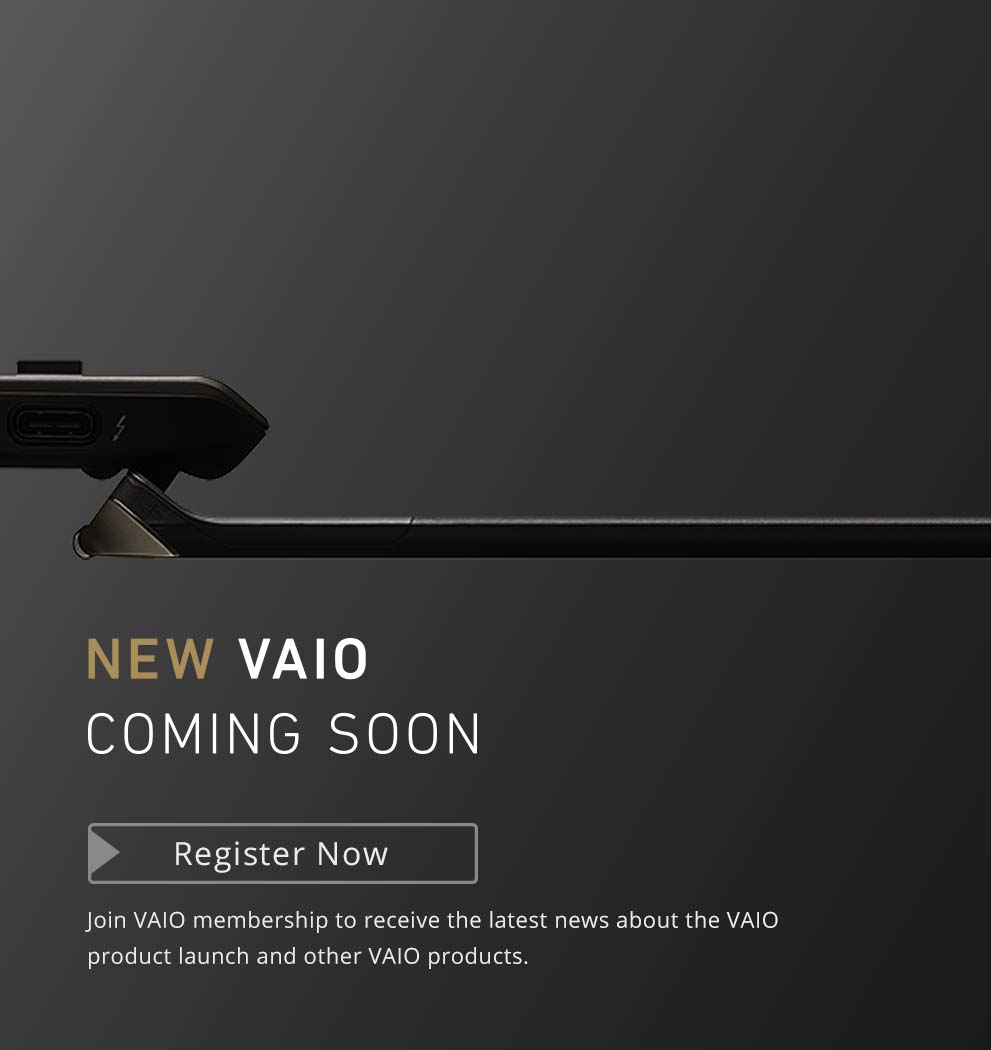 NEW VAIO
COMING SOON
Register Now
Join VAIO membership to receive the latest news about the VAIO
product launch and other VAIO products.